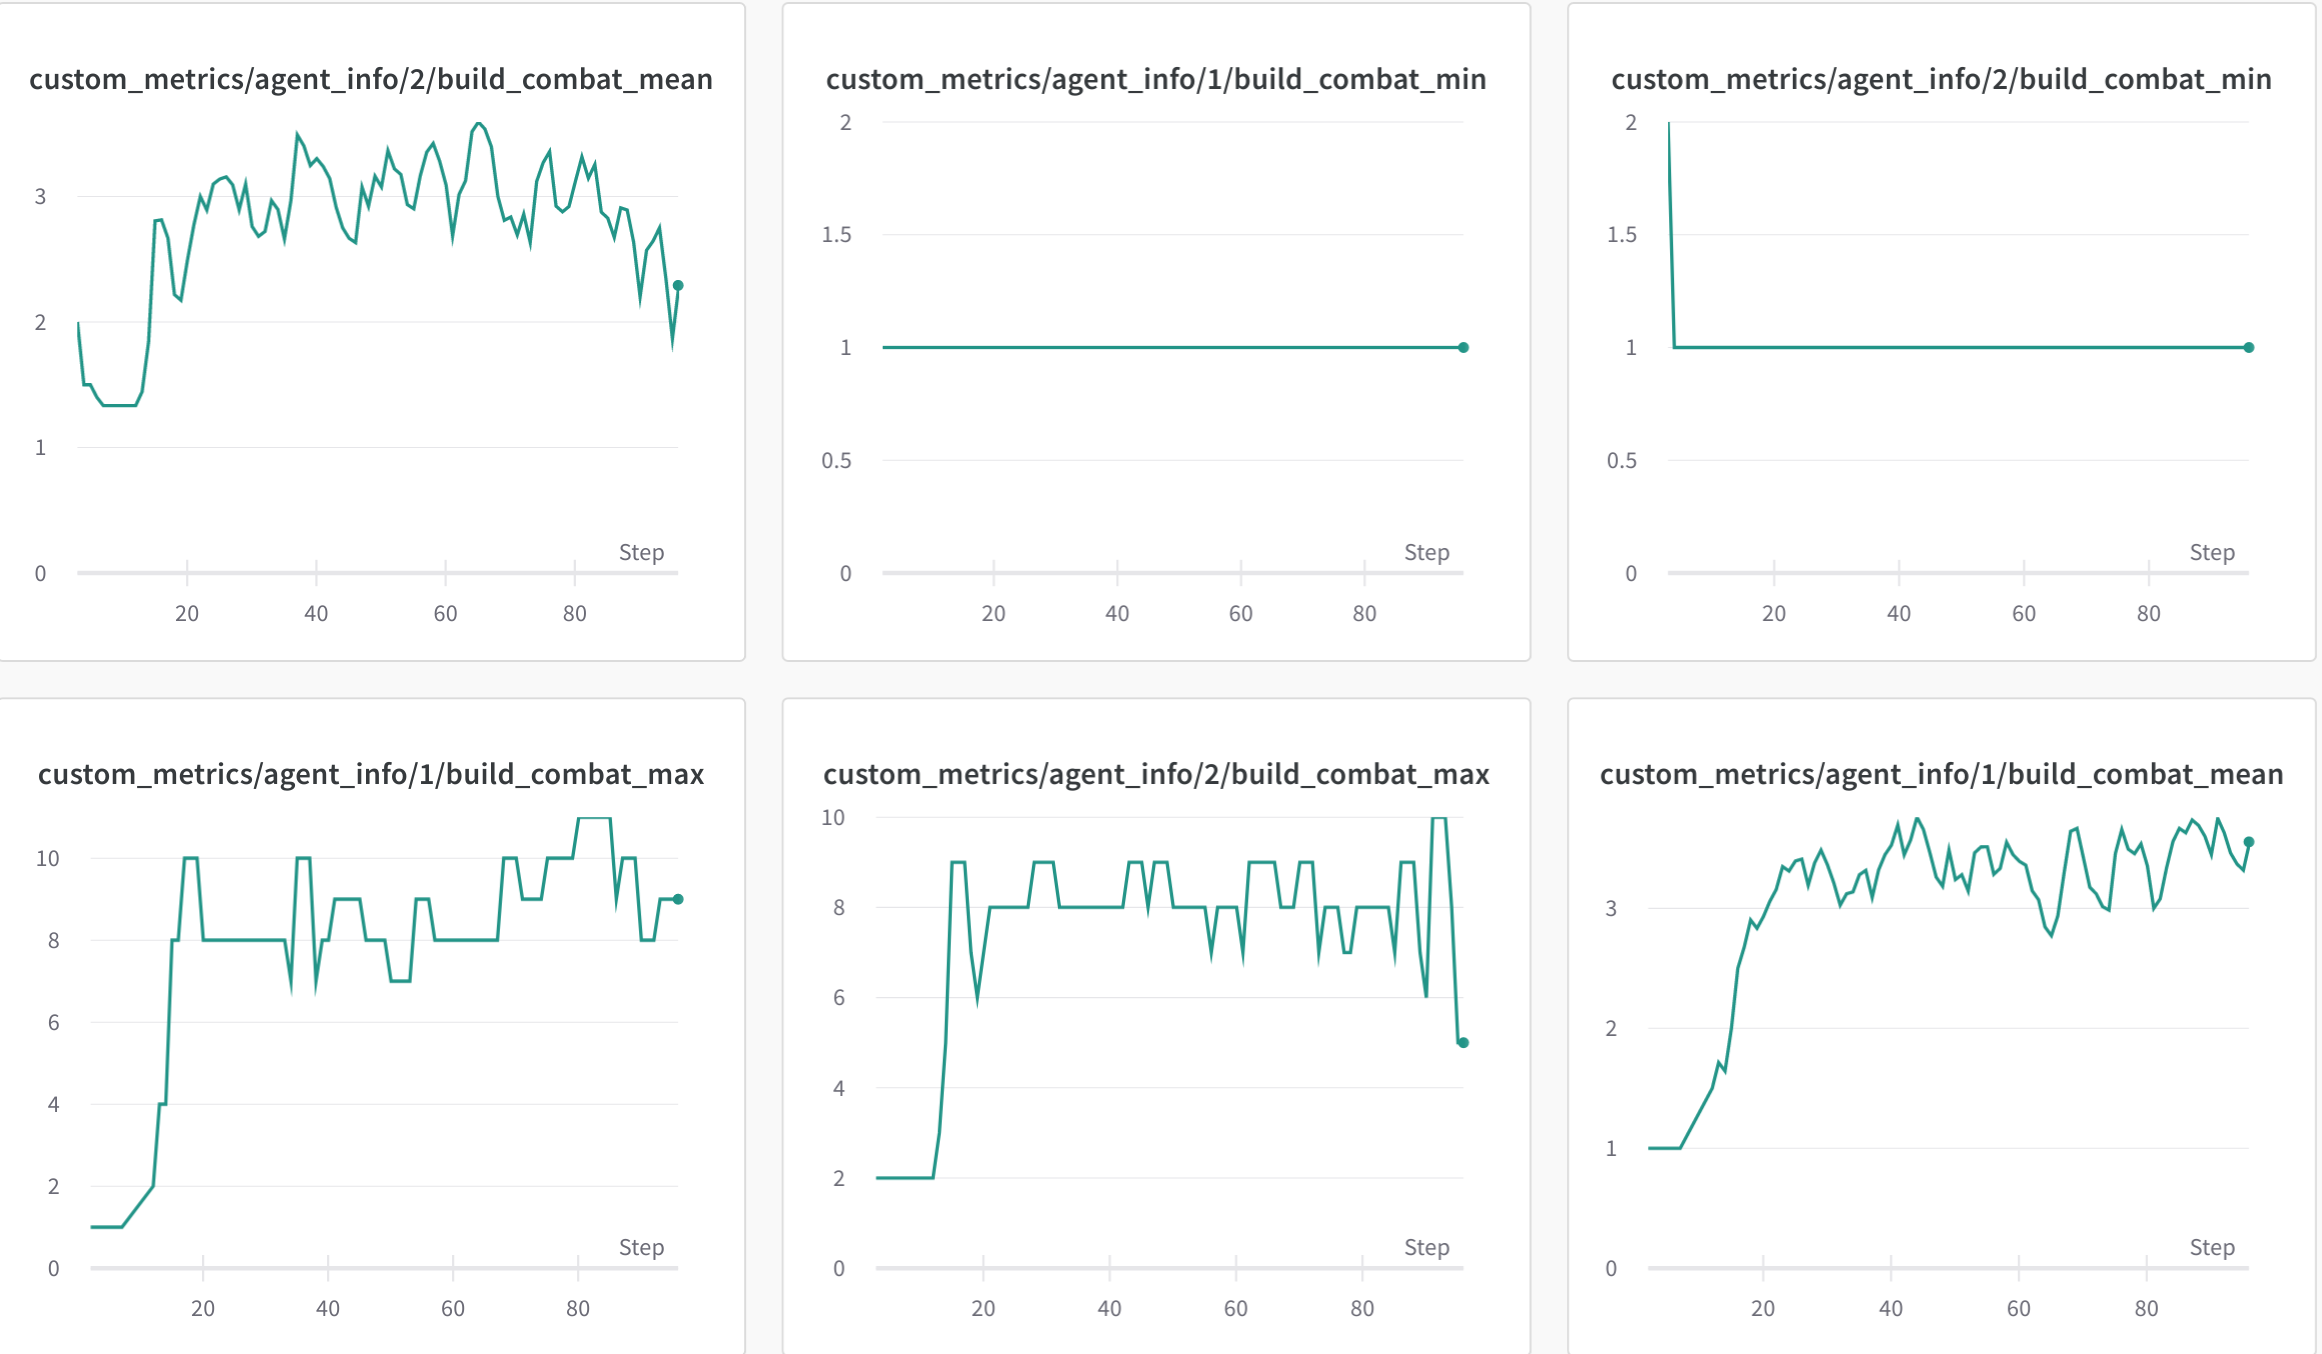 custom_metrics/agent_info/2/build_combat_mean
3
2
1
0
Step
20 40 60 80
custom_metrics/agent_info/1/build_combat_min
2
1.5
1
0.5
0
Step
20 40 60 80
custom_metrics/agent_info/2/build_combat_min
2
1.5
1
0.5
0
Step
20 40 60 80
custom_metrics/agent_info/1/build_combat_max
10
8
6
4
2
0
Step
20 40 60 80
custom_metrics/agent_info/2/build_combat_max
10
8
6
4
2
0
Step
20 40 60 80
custom_metrics/agent_info/1/build_combat_mean
3
2
1
0
Step
20 40 60 80